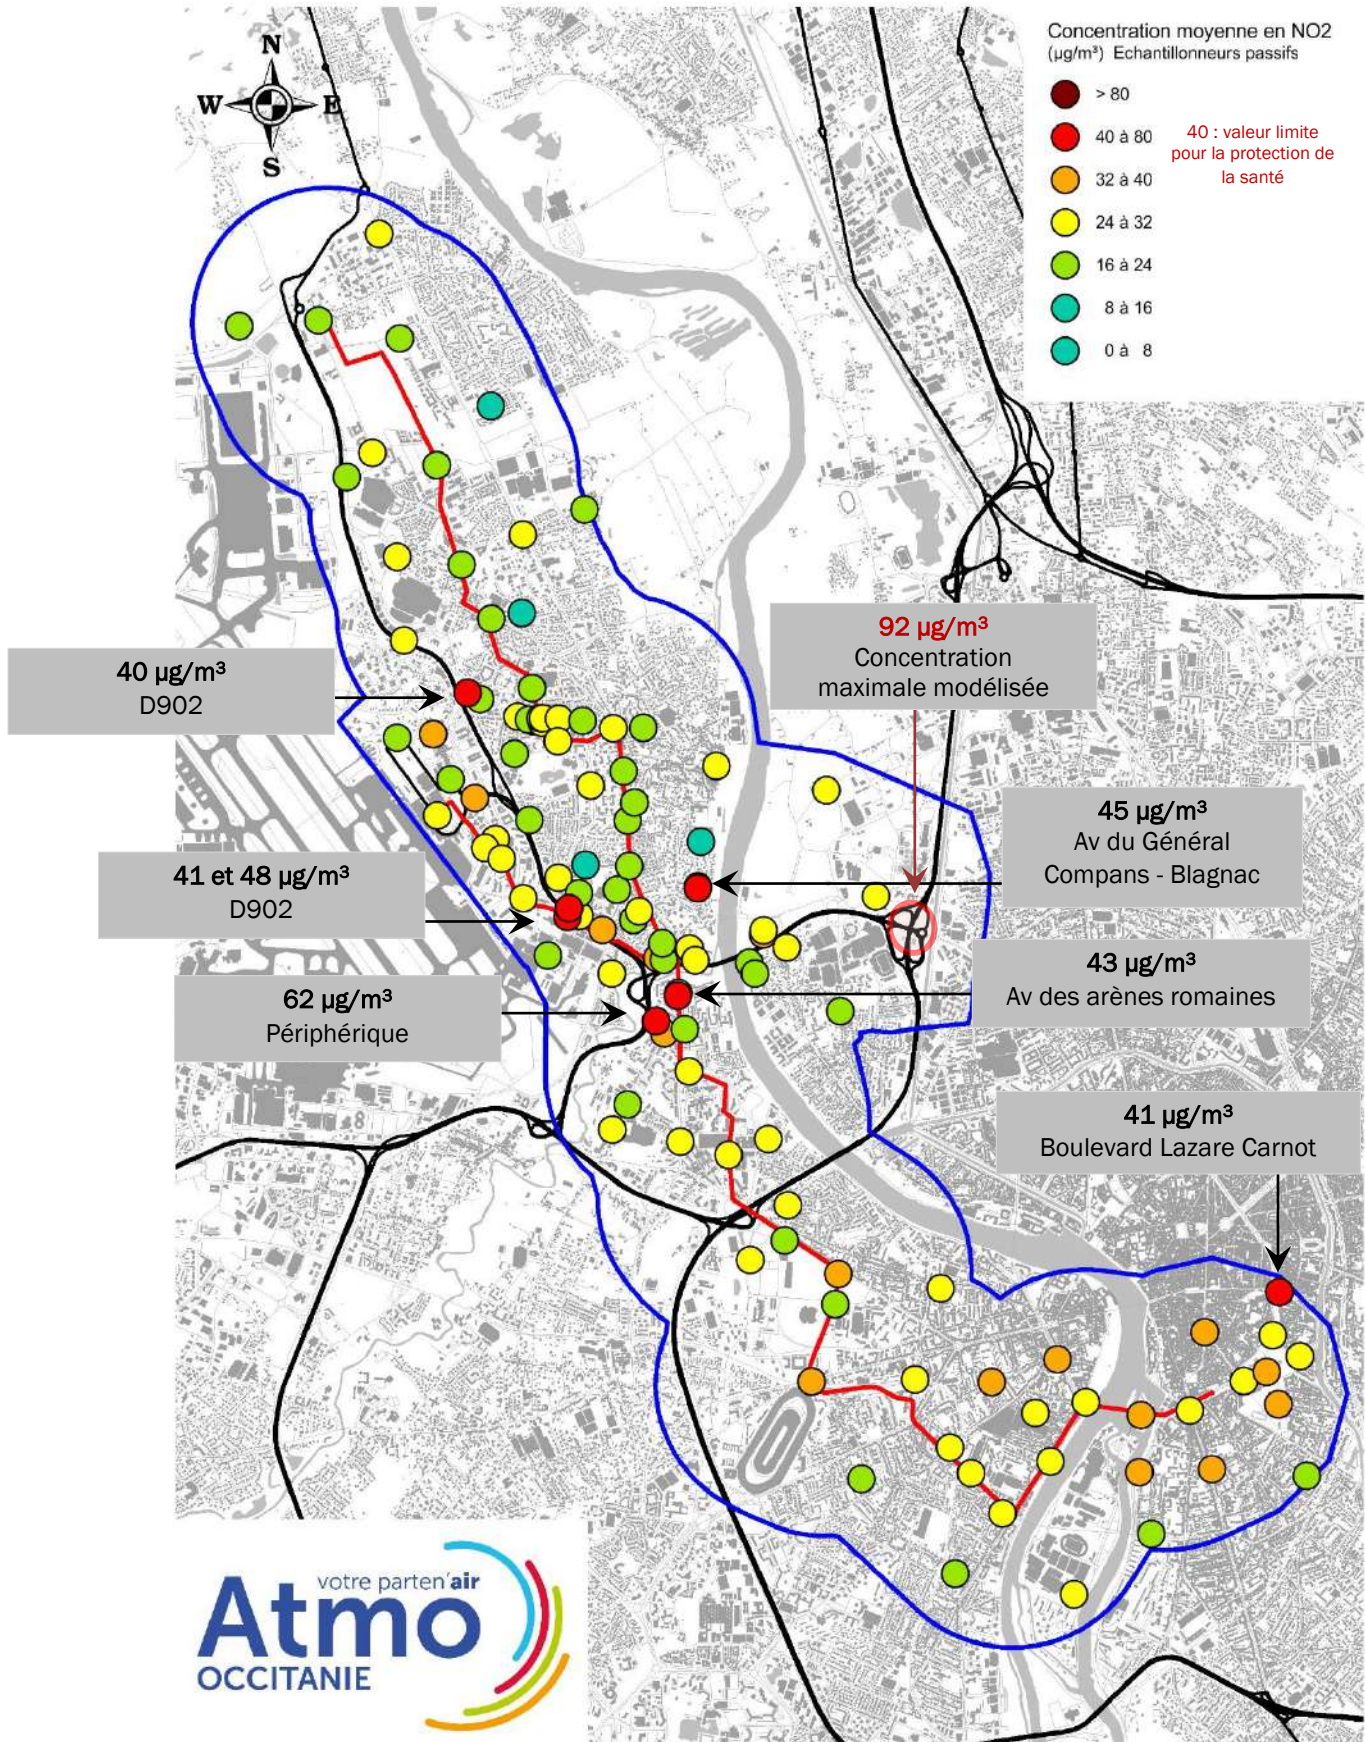 Concentration moyenne en NO2
(µg/m³) Echantillonneurs passifs
> 80
40 à 80
32 à 40
24 à 32
16 à 24
8 à 16
0 à 8
40 : valeur limite
pour la protection de
la santé
N
W
E
S
92 µg/m³
Concentration
maximale modélisée
40 µg/m³
D902
45 µg/m³
Av du Général
Compans - Blagnac
41 et 48 µg/m³
D902
43 µg/m³
Av des arènes romaines
62 µg/m³
Périphérique
41 µg/m³
Boulevard Lazare Carnot
votre parten'air
Atmo
OCCITANIE